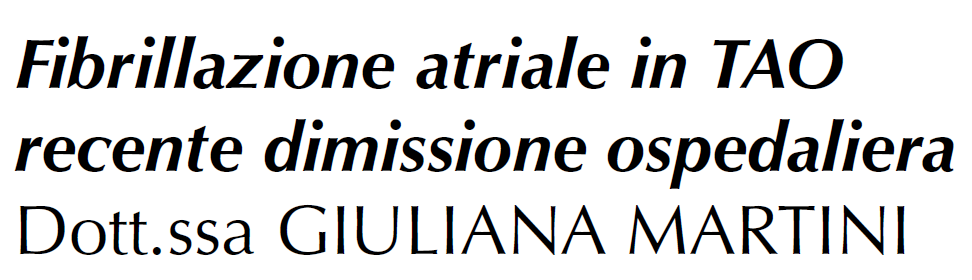 Fibrillazione atriale in TAO
recente dimissione ospedaliera
Dott.ssa GIULIANA MARTINI